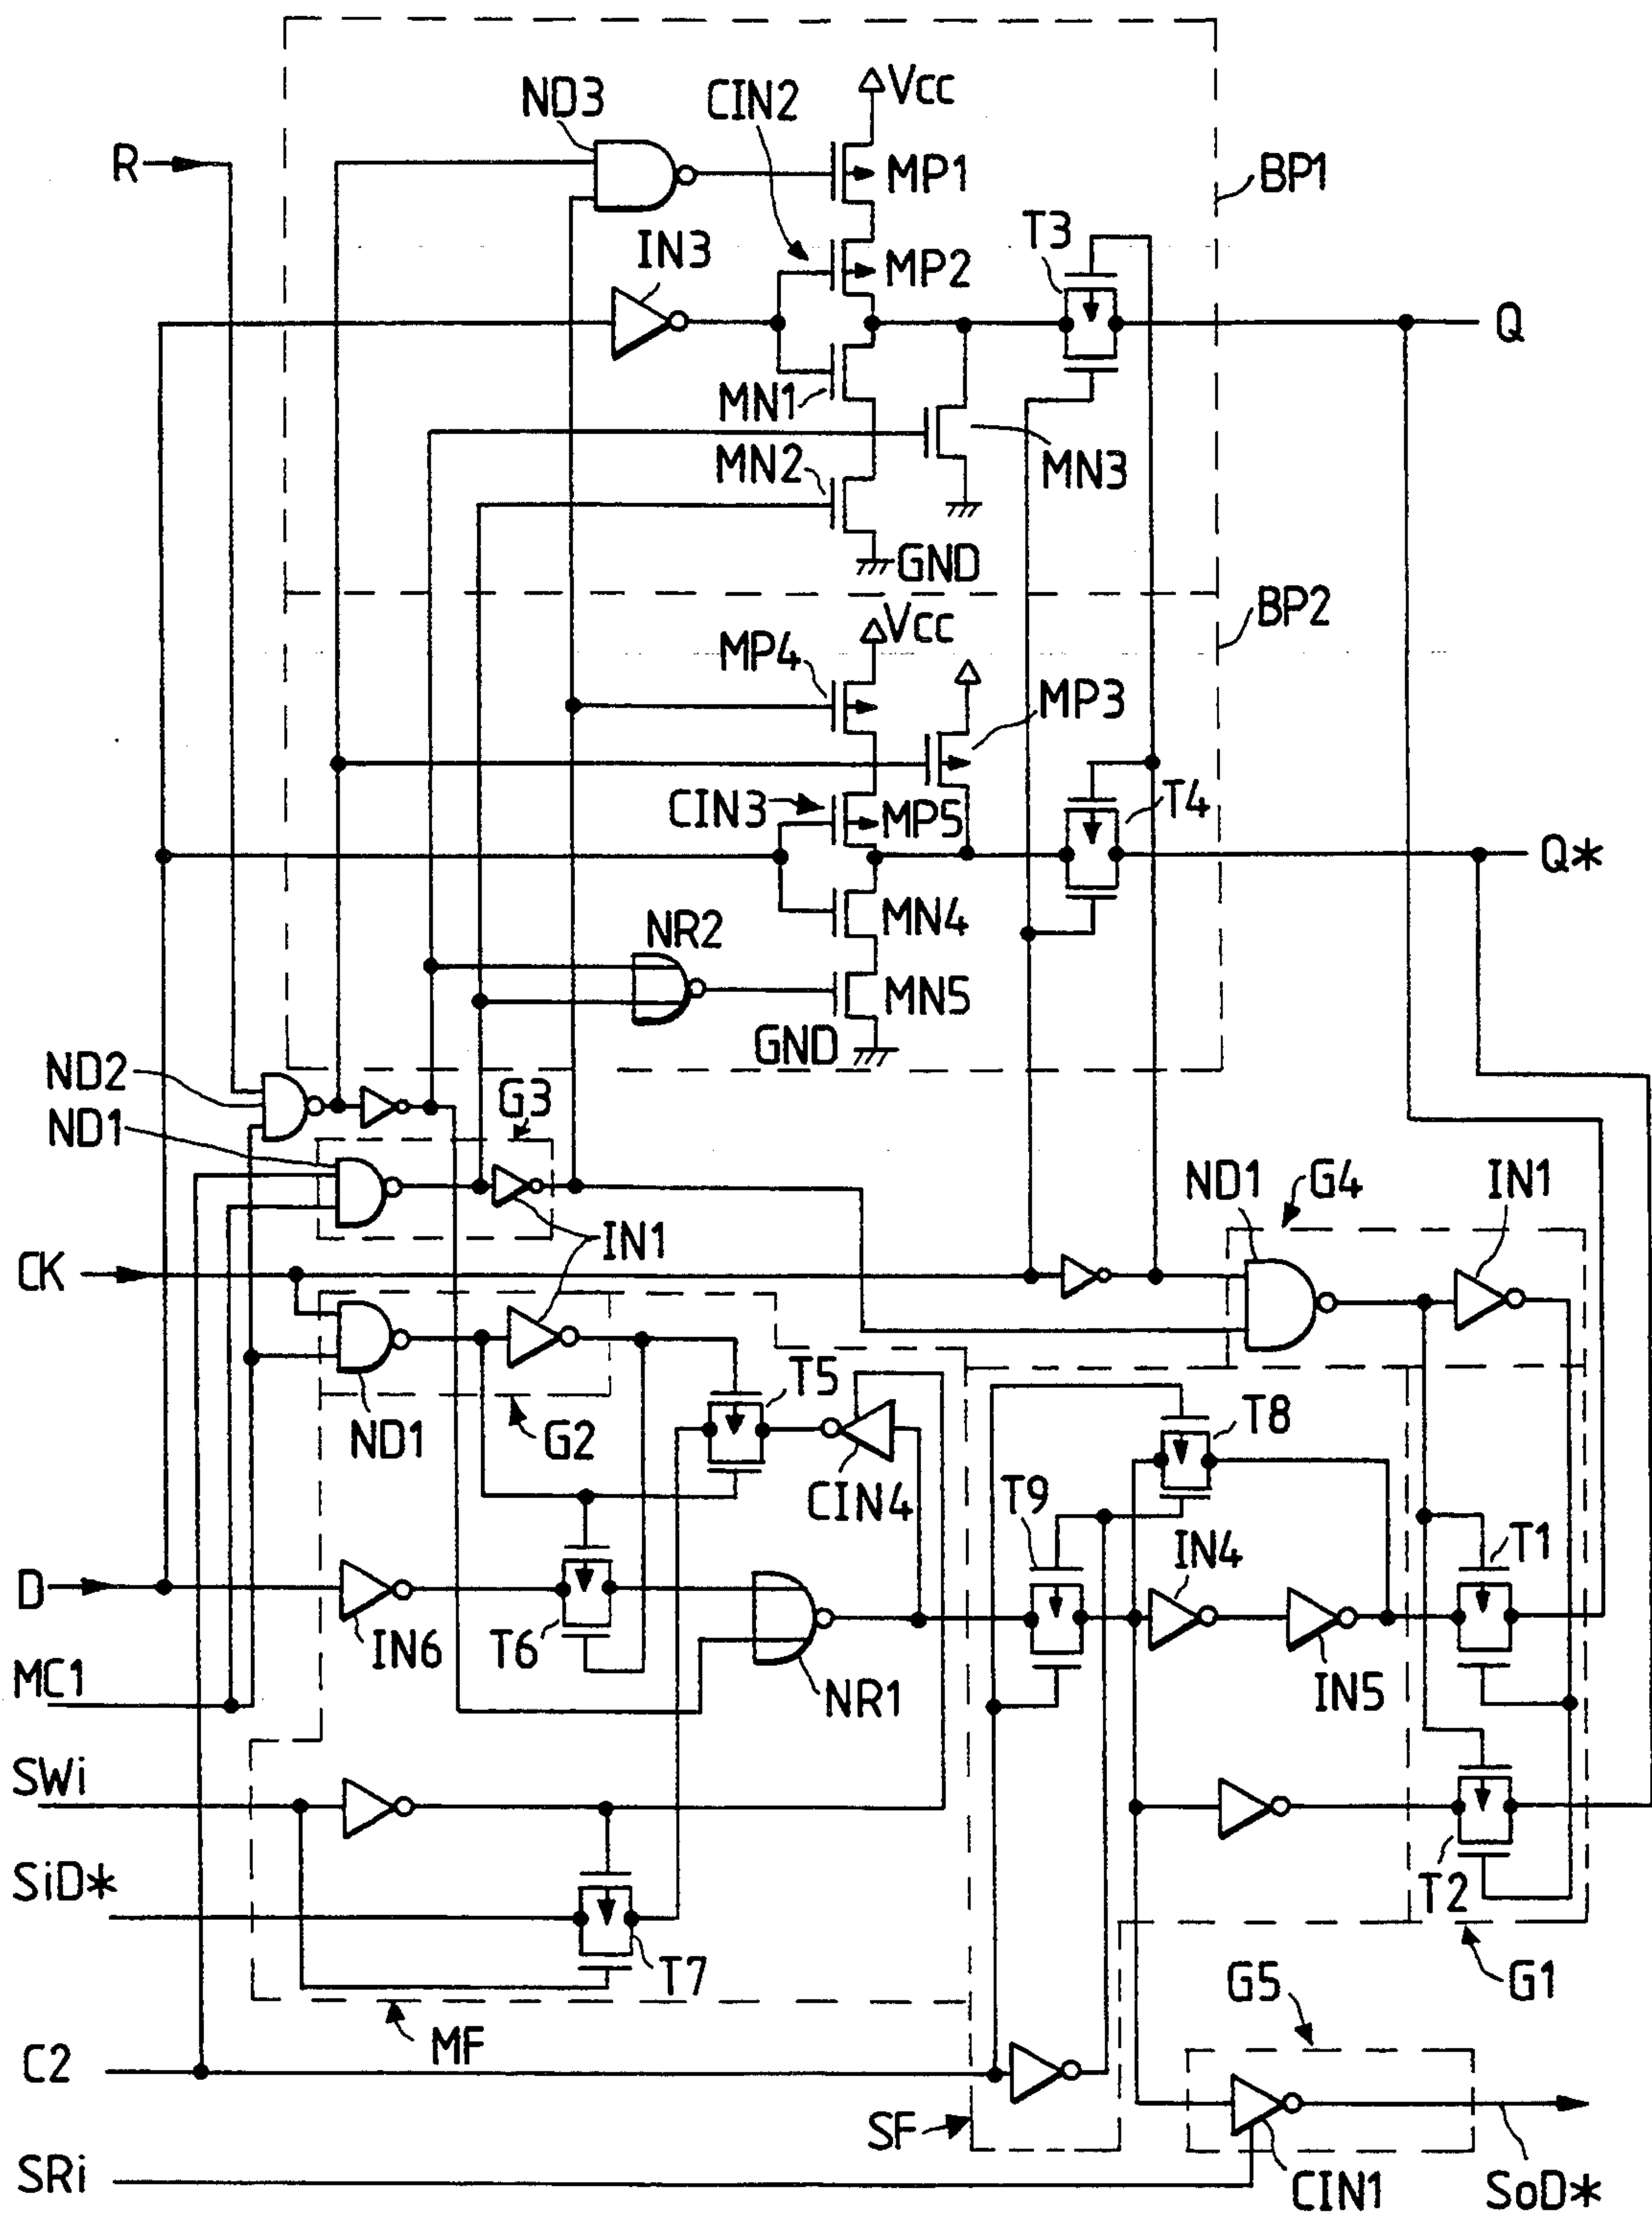 ND3
CIN2
Vcc
R
MP1
BP1
IN3
T3
MP2
Q
MN1
MN2
MN3
GND
BP2
Vcc
MP4
MP3
CIN3
MP5
T4
Q*
NR2
MN4
MN5
GND
ND2
G3
ND1
ND1
G4
IN1
IN1
CK
T5
ND1
G2
T8
CIN4
T9
IN4
T1
D
IN6
T6
MC1
NR1
IN5
SWi
SiD*
T2
T7
G5
G1
MF
C2
SF
SRi
CIN1
SoD*